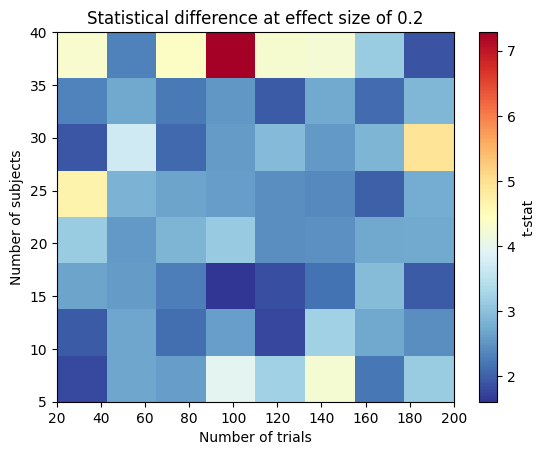 Statistical difference at effect size of 0.2
40
35
30
25
20
15
10
5
Number of subjects
20 40 60 80 100 120 140 160 180 200
Number of trials
7
6
5
4
3
2
t-stat